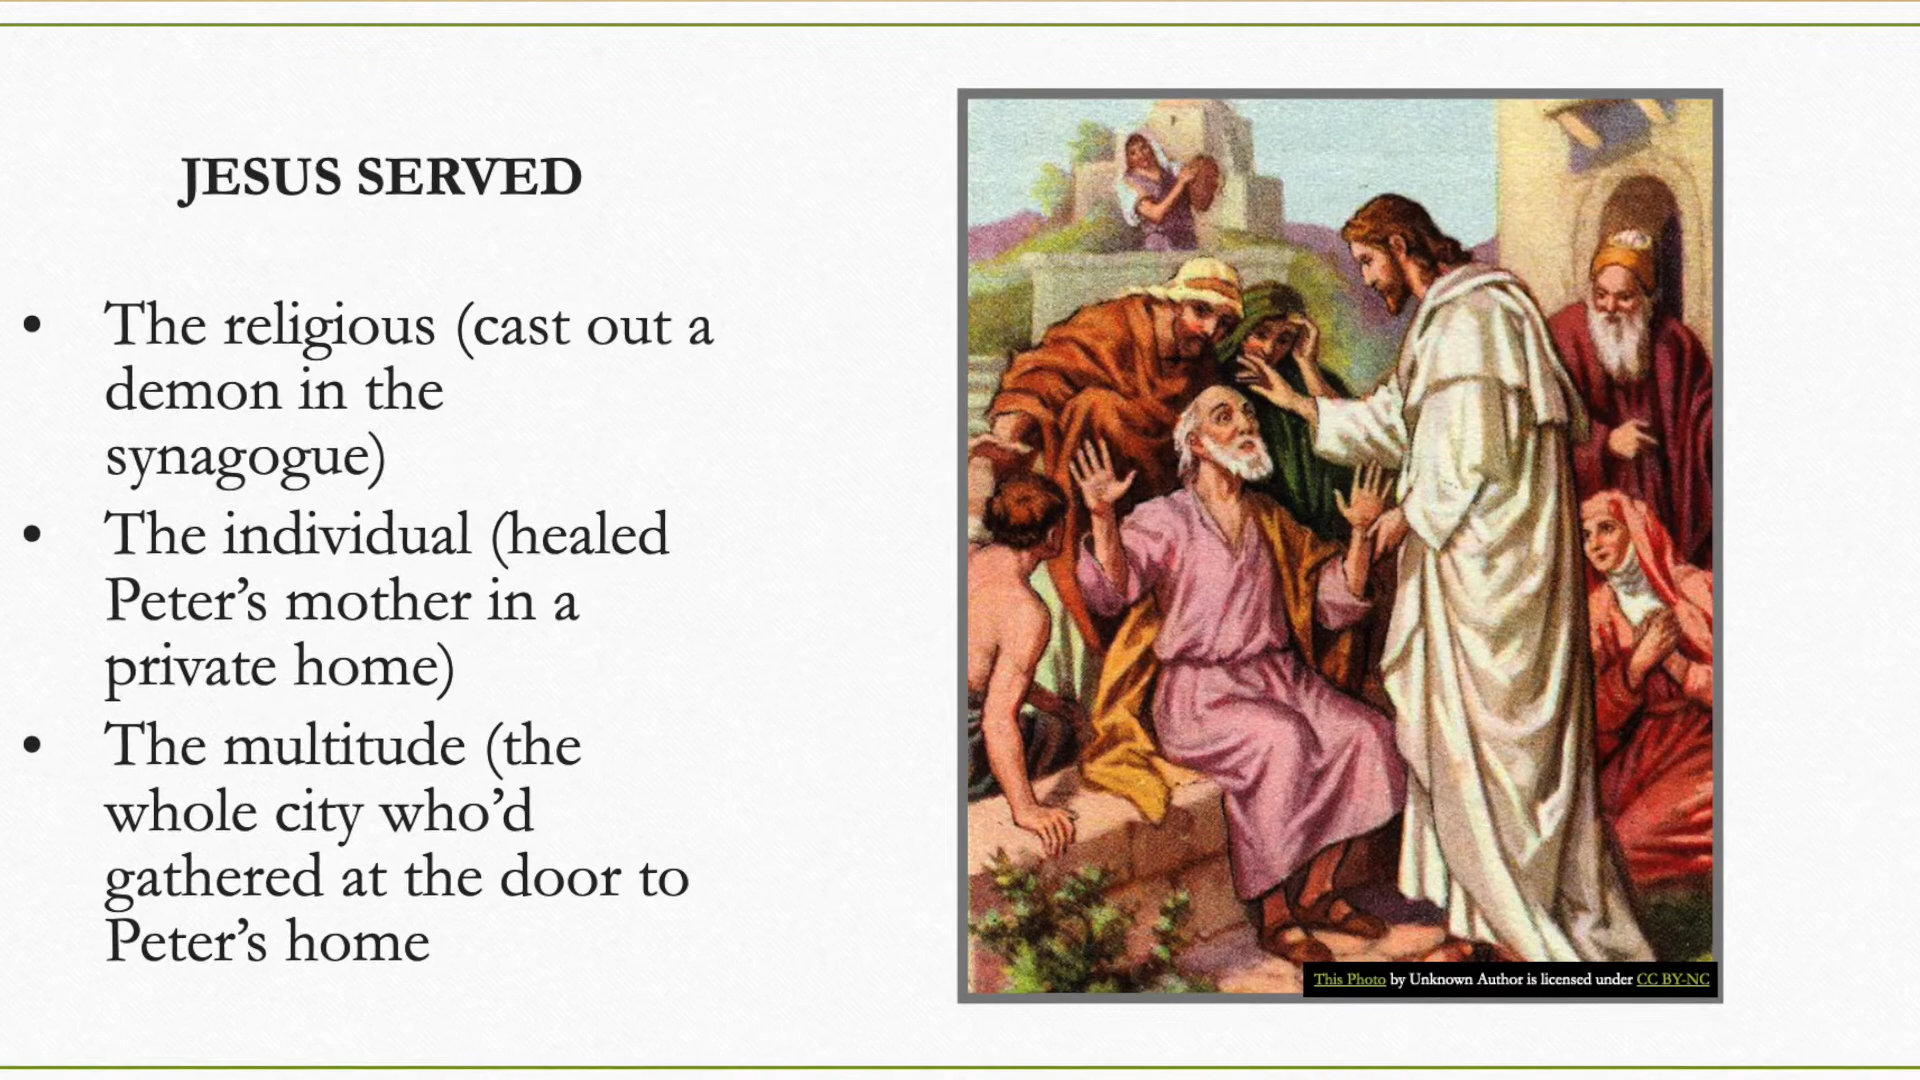 JESUS SERVED
• The religious (cast out a
demon in the
synagogue)
• The individual (healed
Peter’s mother in a
private home)
• The multitude (the
whole city who’d
gathered at the door to
Peter’s home
This Photo by Unknown Author is licensed under CC BY-NC